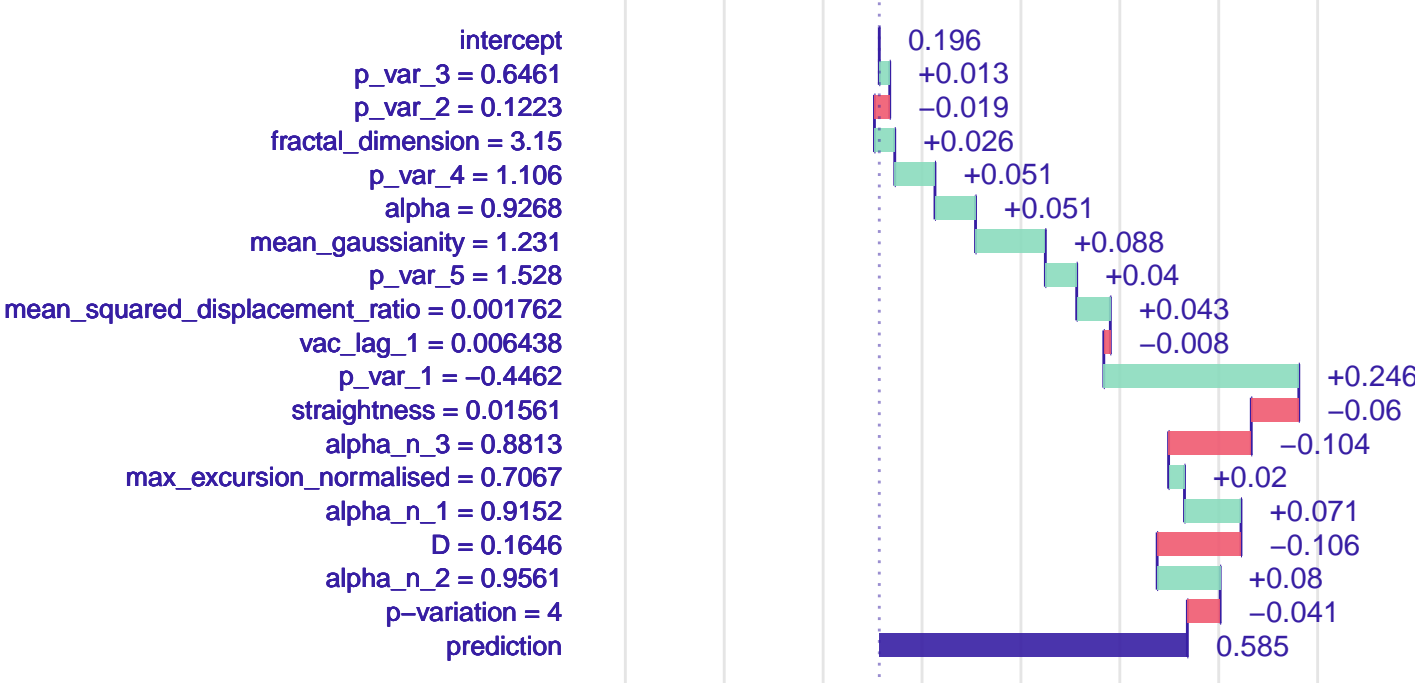 intercept 0.196
p_var_3 = 0.6461 +0.013
p_var_2 = 0.1223 −0.019
fractal_dimension = 3.15 +0.026
p_var_4 = 1.106 +0.051
alpha = 0.9268 +0.051
mean_gaussianity = 1.231 +0.088
p_var_5 = 1.528 +0.04
mean_squared_displacement_ratio = 0.001762 +0.043
vac_lag_1 = 0.006438 −0.008
p_var_1 = −0.4462 +0.246
straightness = 0.01561 −0.06
alpha_n_3 = 0.8813 −0.104
max_excursion_normalised = 0.7067 +0.02
alpha_n_1 = 0.9152 +0.071
D = 0.1646 −0.106
alpha_n_2 = 0.9561 +0.08
p−variation = 4 −0.041
prediction 0.585